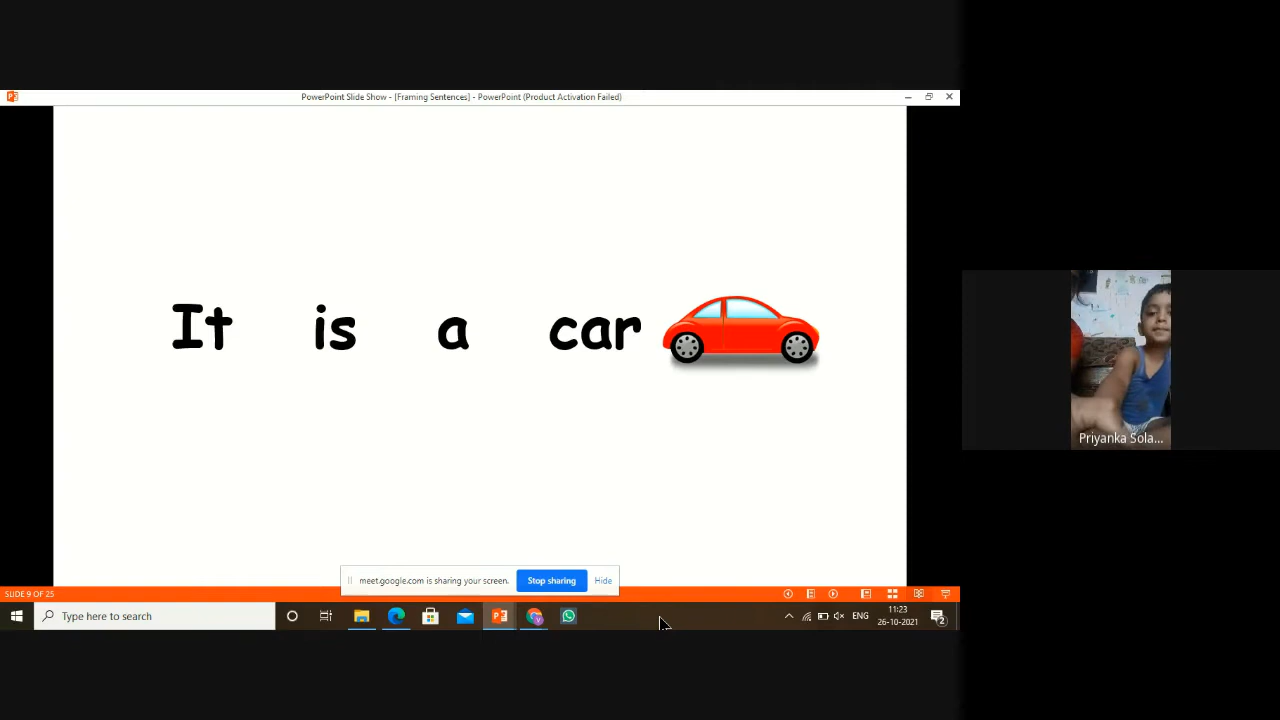 PowerPoint Slide Show - [Framing Sentences] - PowerPoint (Product Activation Failed)
It is a car
Priyanka Sola...
meet.google.com is sharing your screen. Stop sharing Hide
SLIDE 9 OF 25
Type here to search
ENG
11:23
26-10-2021
2